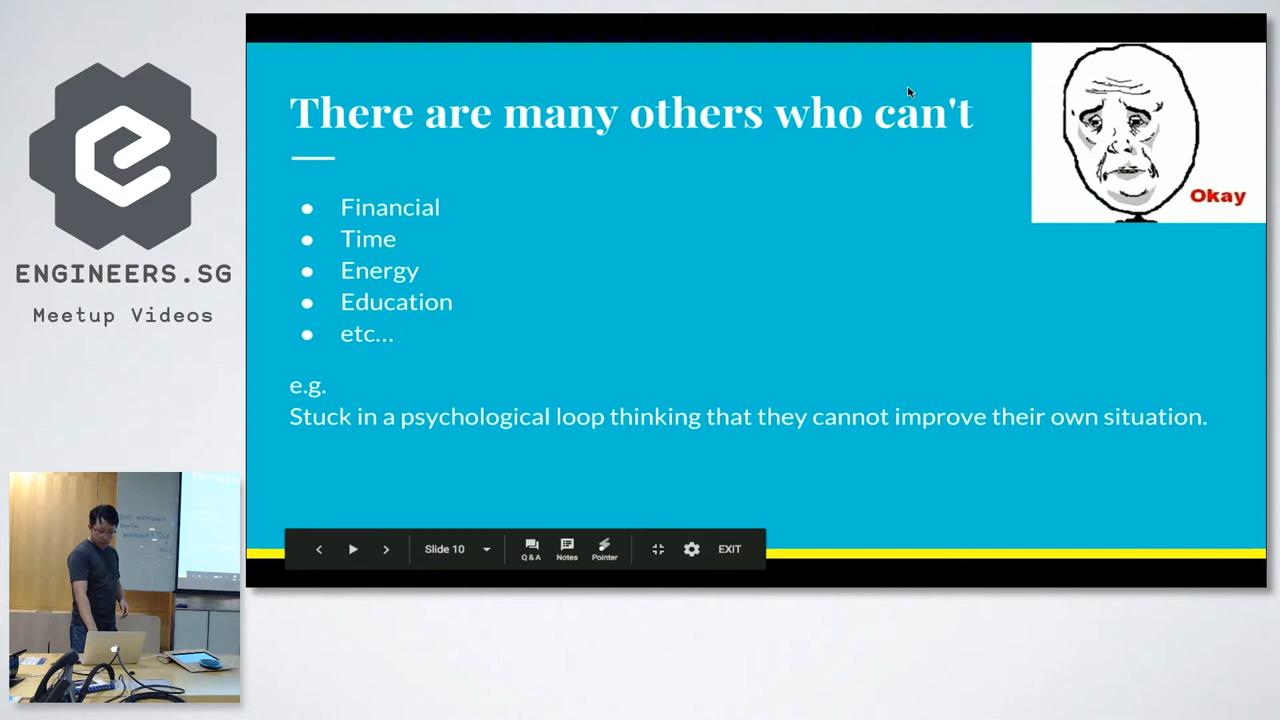 ENGINEERS.SG
Meetup Videos
There are many others who can't
Okay
● Financial
● Time
● Energy
● Education
● etc...
e.g.
Stuck in a psychological loop thinking that they cannot improve their own situation.
Slide 10
Q & A
Notes
Pointer
EXIT